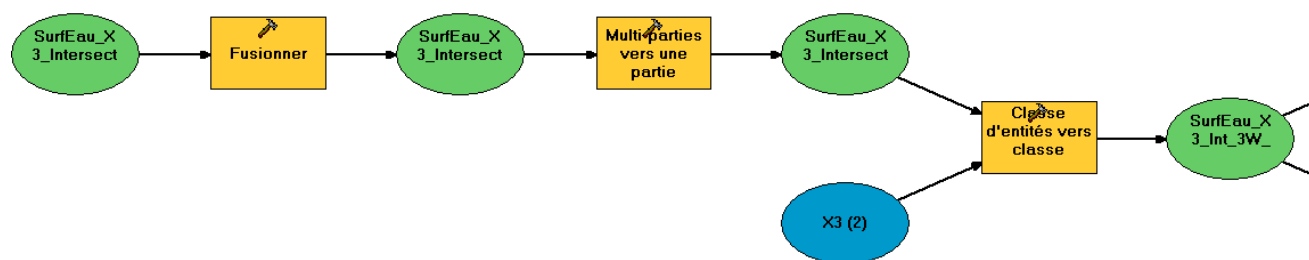 SurfEau_X
3_Intersect
Fusionner
SurfEau_X
3_Intersect
Multi-parties
vers une
partie
SurfEau_X
3_Intersect
Classe
d'entités vers
classe
SurfEau_X
3_Int_3W_
X3 (2)